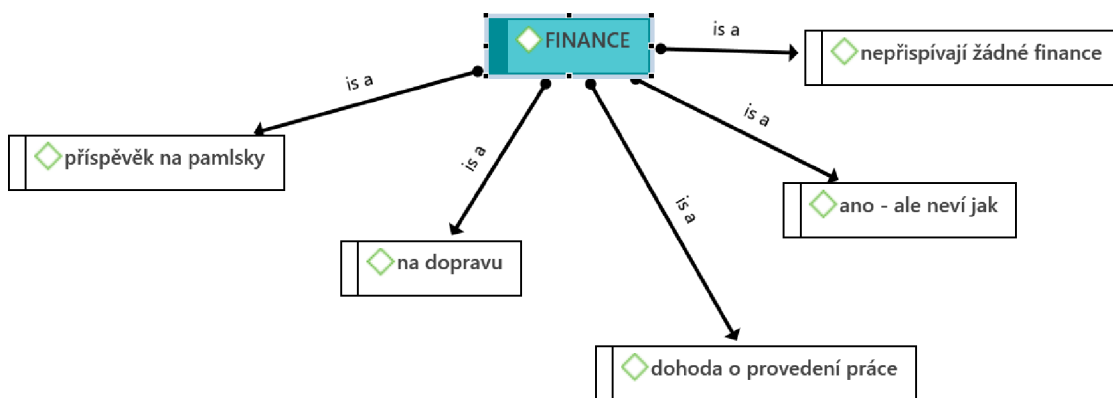 FINANCE
is a
nepřispívají žádné finance
is a
příspěvek na pamlsky
is a
ano - ale neví jak
is a
na dopravu
is a
dohoda o provedení práce